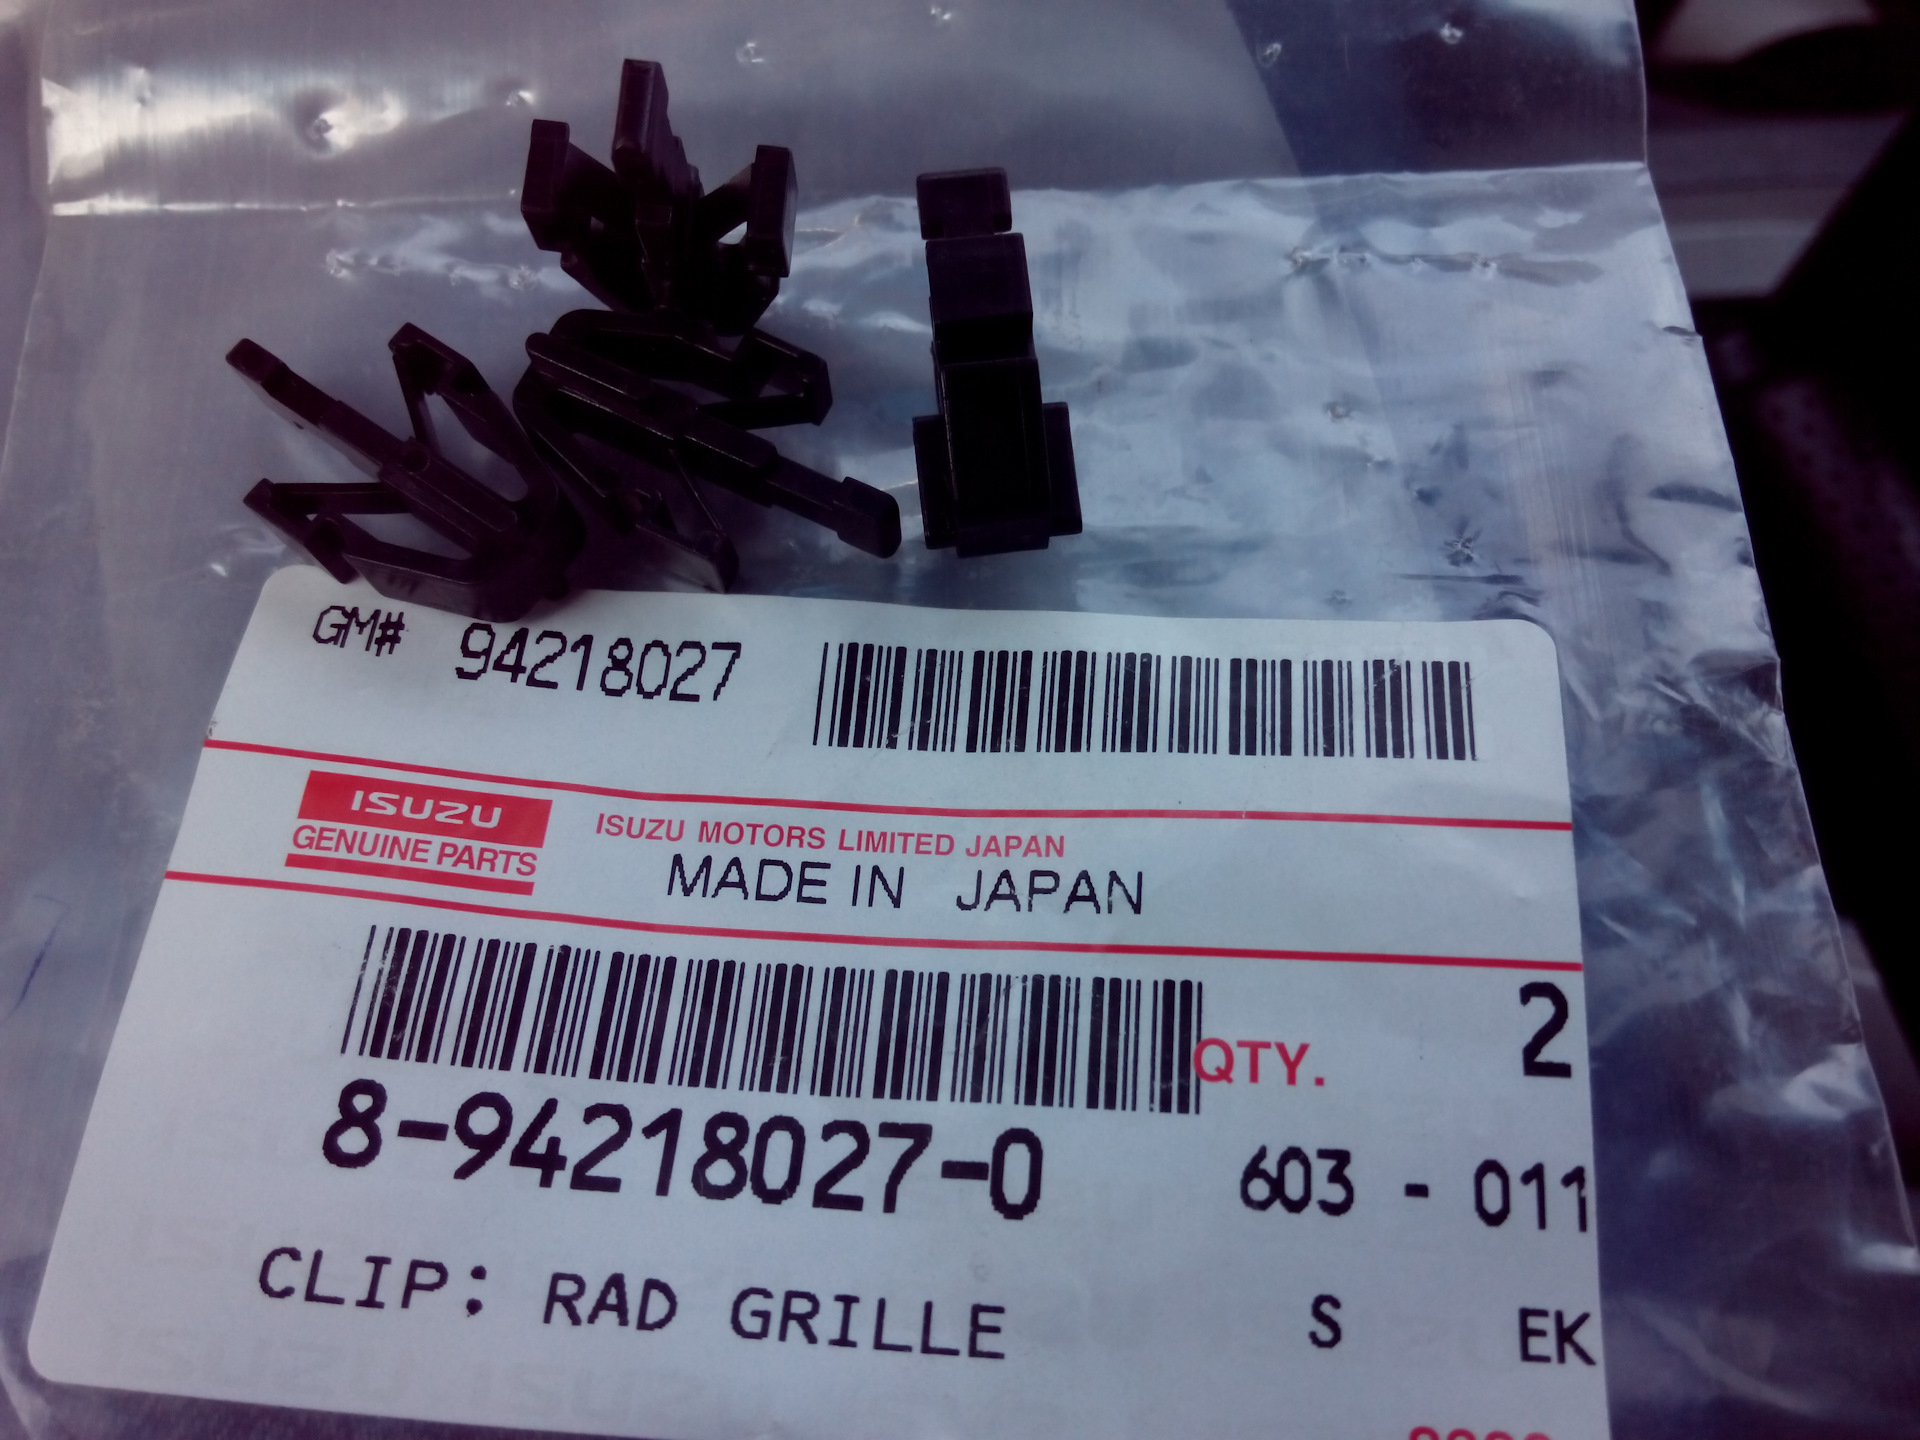 GM# 94218027
ISUZU
GENUINE PARTS
ISUZU MOTORS LIMITED JAPAN
MADE IN JAPAN
QTY. 2
8-94218027-0
603 - 011
CLIP: RAD GRILLE
S EK